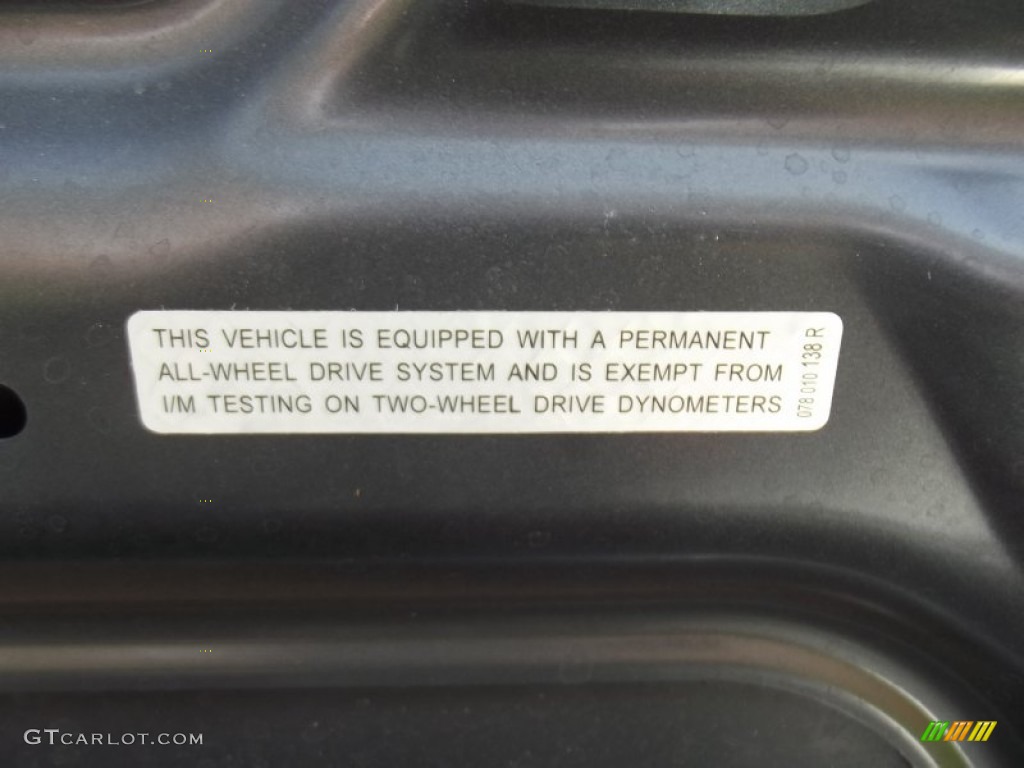 THIS VEHICLE IS EQUIPPED WITH A PERMANENT
ALL-WHEEL DRIVE SYSTEM AND IS EXEMPT FROM
I/M TESTING ON TWO-WHEEL DRIVE DYNOMETERS
078 010 138 R
GTCARLOT.COM